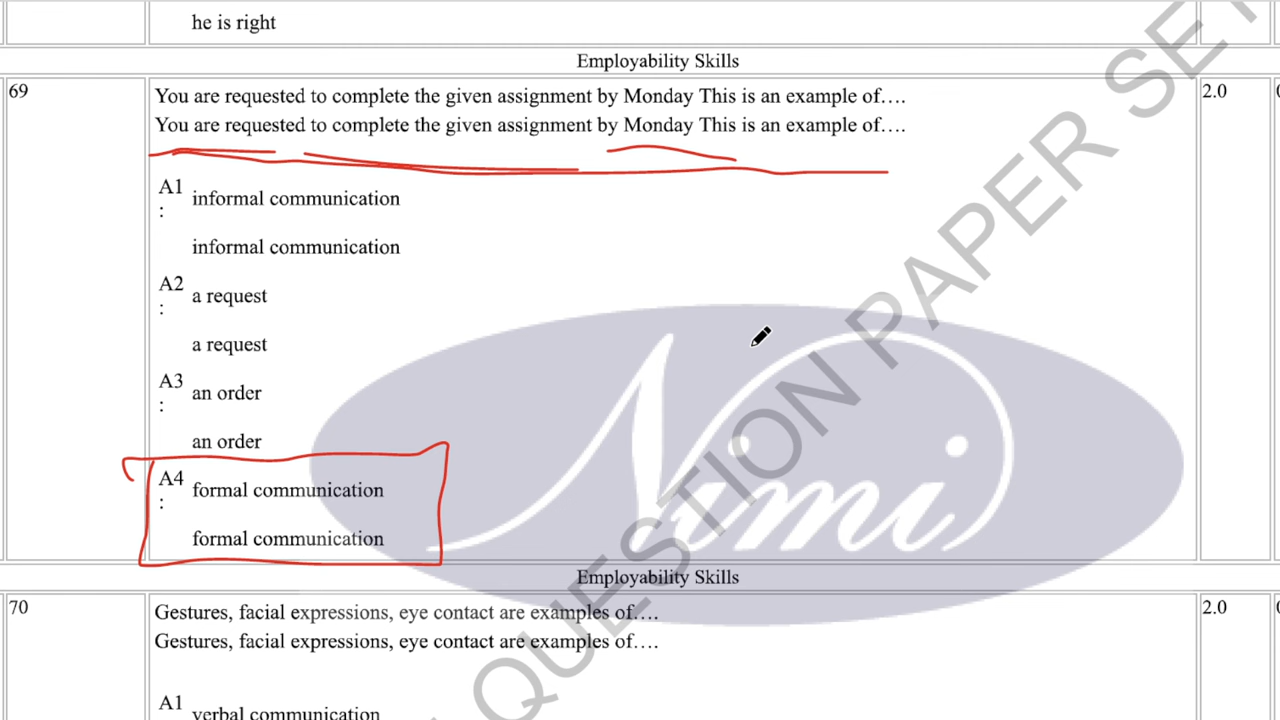 he is right
Employability Skills
69
You are requested to complete the given assignment by Monday This is an example of….
2.0
You are requested to complete the given assignment by Monday This is an example of….
A1
:
informal communication
informal communication
A2
:
a request
a request
A3
:
an order
an order
A4
:
formal communication
formal communication
Nimi
QUESTION PAPER SET
Employability Skills
70
Gestures, facial expressions, eye contact are examples of….
2.0
Gestures, facial expressions, eye contact are examples of….
A1
verbal communication